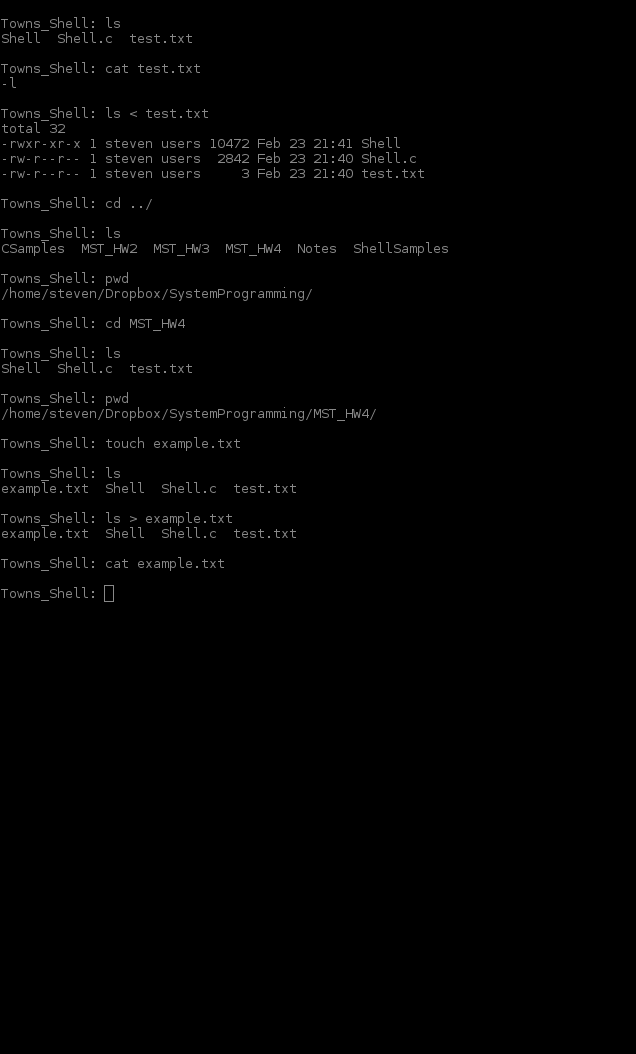 Towns_Shell: ls
Shell  Shell.c  test.txt
Towns_Shell: cat test.txt
-l
Towns_Shell: ls < test.txt
total 32
-rwxr-xr-x 1 steven users 10472 Feb 23 21:41 Shell
-rw-r--r-- 1 steven users  2842 Feb 23 21:40 Shell.c
-rw-r--r-- 1 steven users     3 Feb 23 21:40 test.txt
Towns_Shell: cd ../
Towns_Shell: ls
CSamples  MST_HW2  MST_HW3  MST_HW4  Notes  ShellSamples
Towns_Shell: pwd
/home/steven/Dropbox/SystemProgramming/
Towns_Shell: cd MST_HW4
Towns_Shell: ls
Shell  Shell.c  test.txt
Towns_Shell: pwd
/home/steven/Dropbox/SystemProgramming/MST_HW4/
Towns_Shell: touch example.txt
Towns_Shell: ls
example.txt  Shell  Shell.c  test.txt
Towns_Shell: ls > example.txt
example.txt  Shell  Shell.c  test.txt
Towns_Shell: cat example.txt
Towns_Shell: